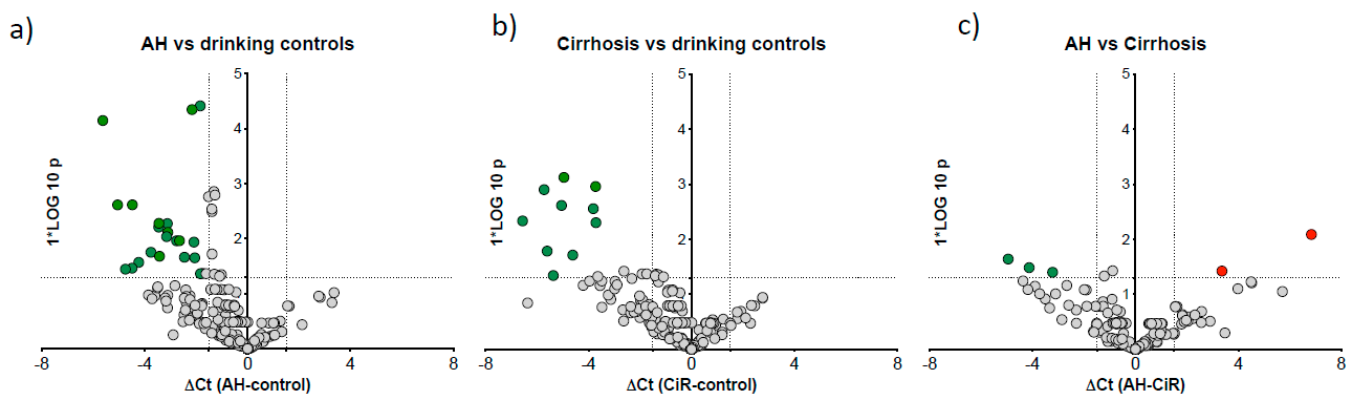 a)
AH vs drinking controls
1*LOG 10 p
5
4
3
2
1
-8
-4
0
4
8
ΔCt (AH-control)
b)
Cirrhosis vs drinking controls
1*LOG 10 p
5
4
3
2
1
-8
-4
0
4
8
ΔCt (CiR-control)
c)
AH vs Cirrhosis
1*LOG 10 p
5
4
3
2
1
-8
-4
0
4
8
ΔCt (AH-CiR)